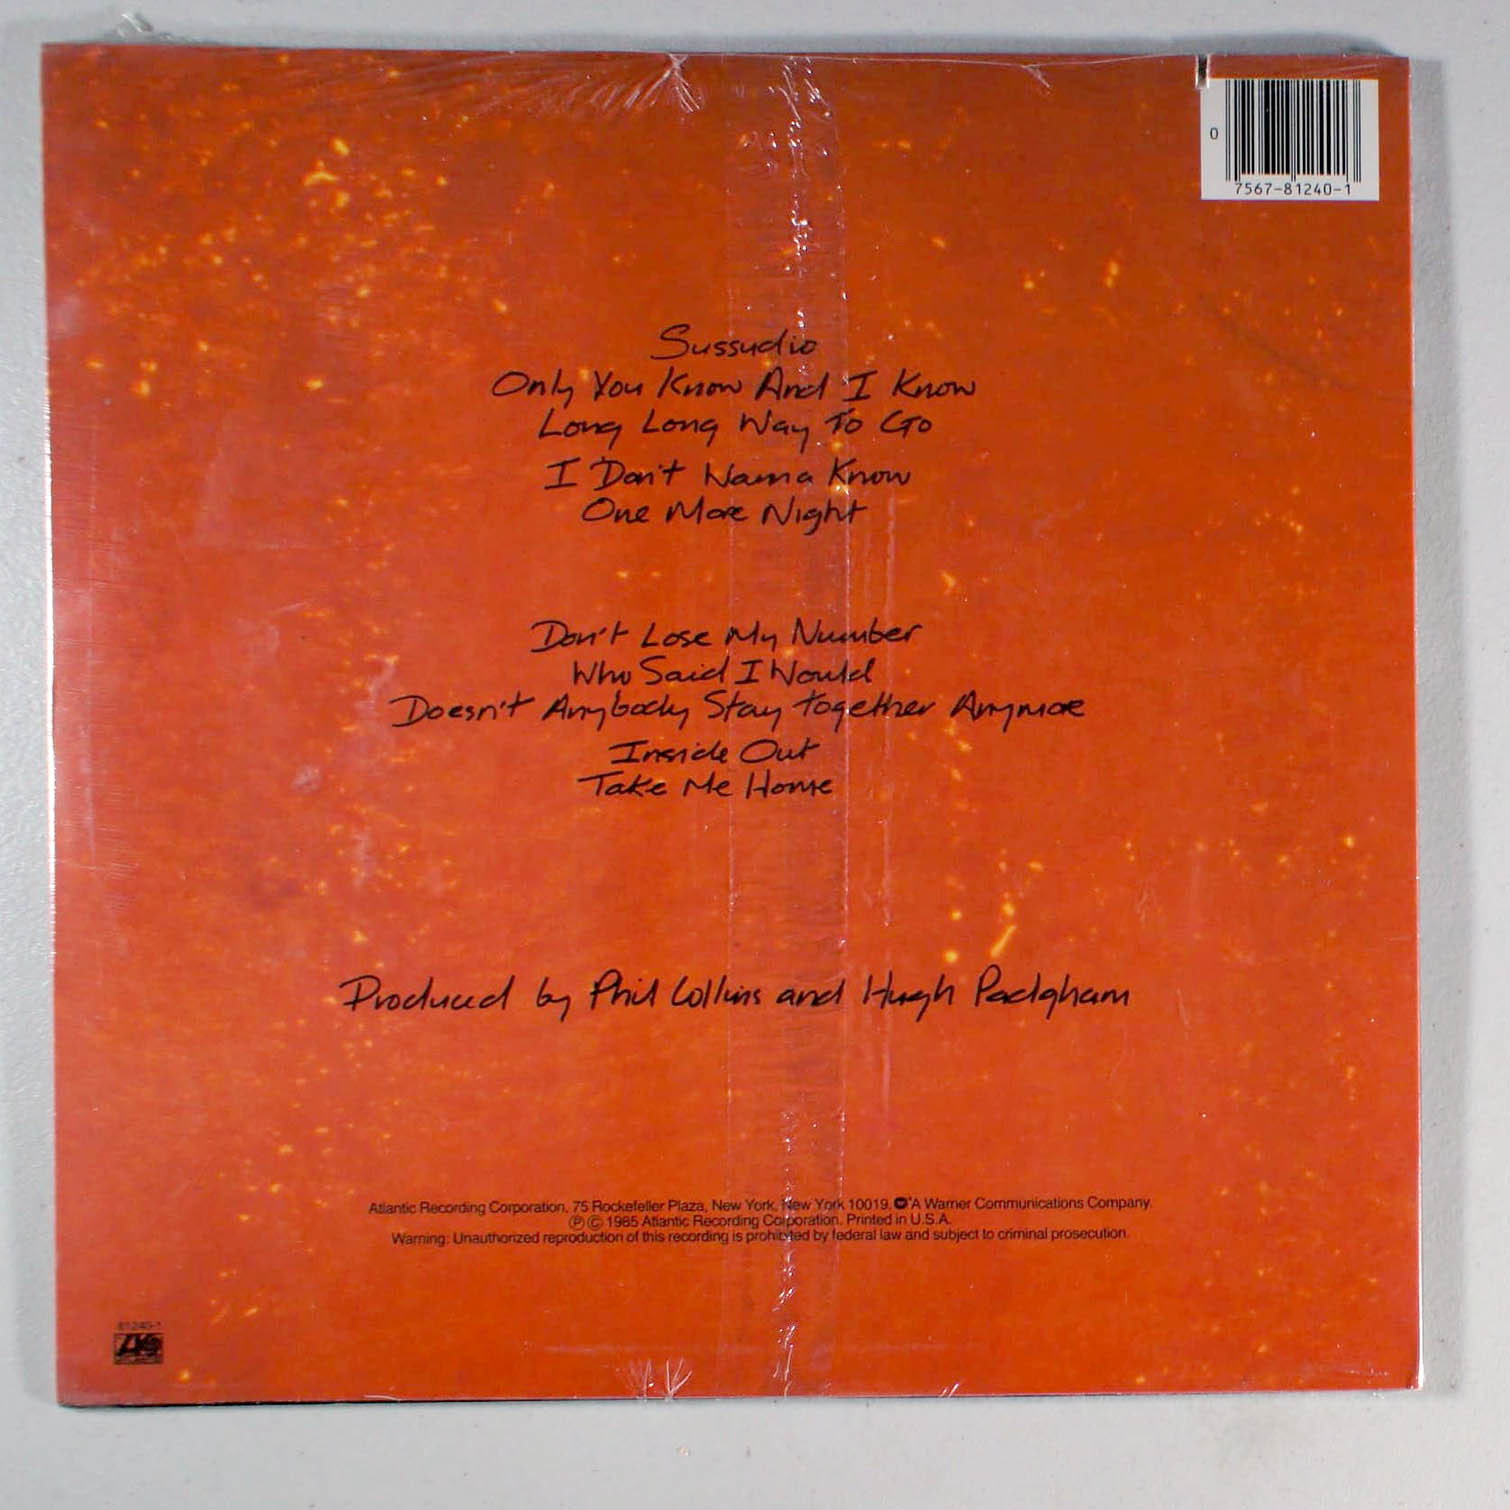 0
7567-81240-1
Sussudio
Only You Know And I Know
Long Long Way To Go
I Don't Wanna Know
One More Night
Don't Lose My Number
Who Said I Would
Doesn't Anybody Stay Together Anymore
Inside Out
Take Me Home
Produced by Phil Collins and Hugh Padgham
Atlantic Recording Corporation, 75 Rockefeller Plaza, New York, New York 10019. A Warner Communications Company.
℗ © 1985 Atlantic Recording Corporation. Printed in U.S.A.
Warning: Unauthorized reproduction of this recording is prohibited by federal law and subject to criminal prosecution.
81240-1